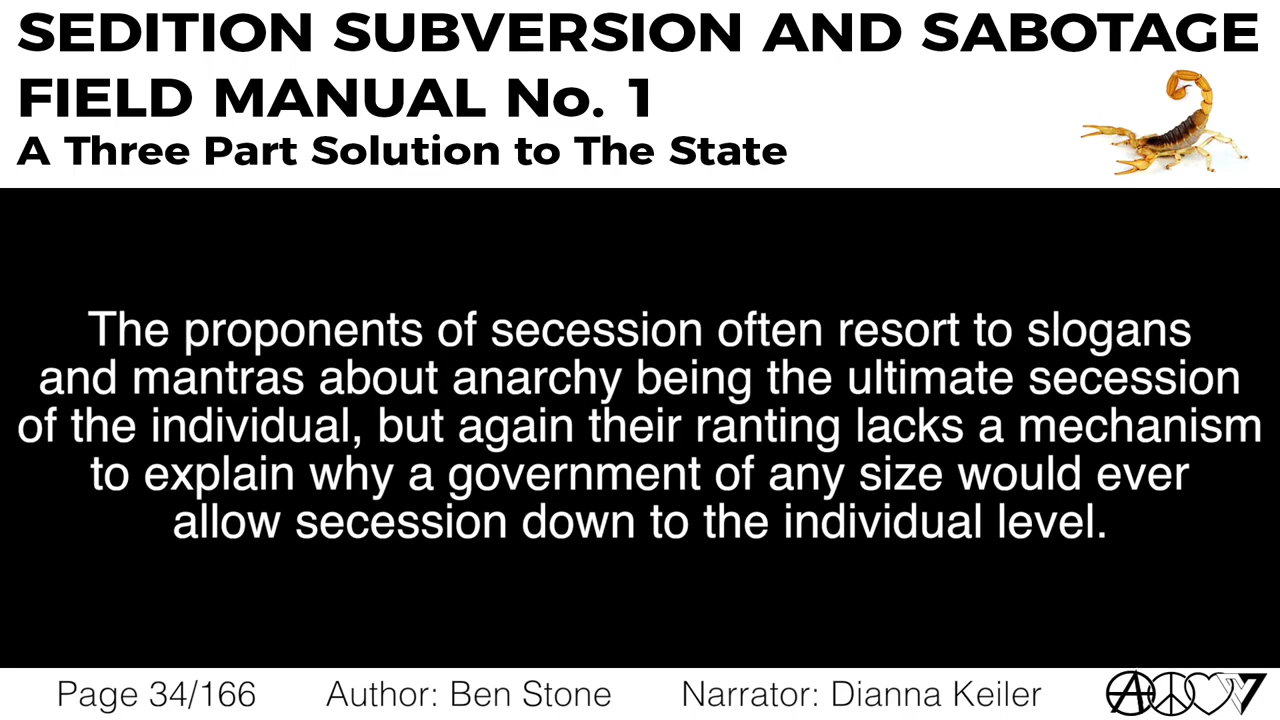 SEDITION SUBVERSION AND SABOTAGE
FIELD MANUAL No. 1
A Three Part Solution to The State
The proponents of secession often resort to slogans
and mantras about anarchy being the ultimate secession
of the individual, but again their ranting lacks a mechanism
to explain why a government of any size would ever
allow secession down to the individual level.
Page 34/166 Author: Ben Stone Narrator: Dianna Keiler